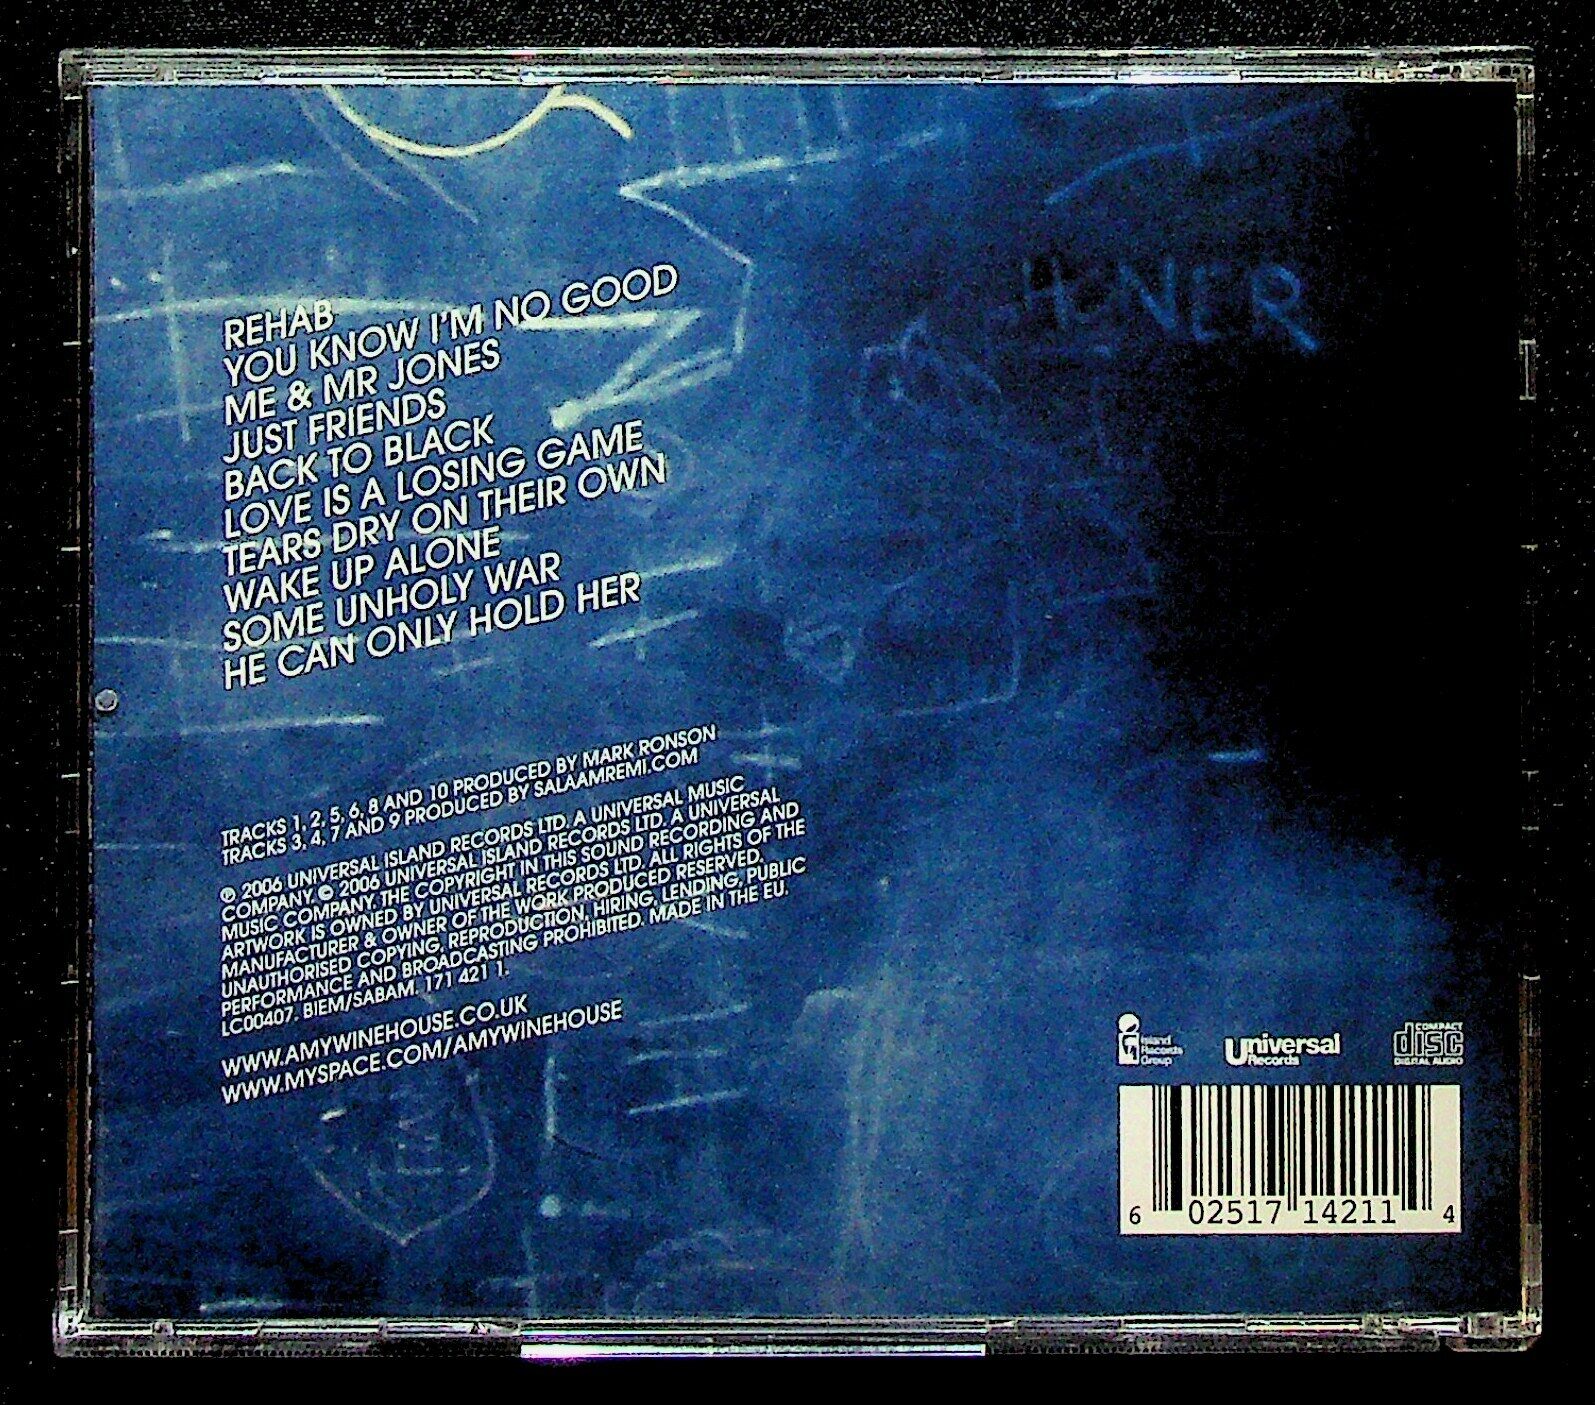 REHAB
YOU KNOW I'M NO GOOD
ME & MR JONES
JUST FRIENDS
BACK TO BLACK
LOVE IS A LOSING GAME
TEARS DRY ON THEIR OWN
WAKE UP ALONE
SOME UNHOLY WAR
HE CAN ONLY HOLD HER
TRACKS 1, 2, 5, 6, 8 AND 10 PRODUCED BY MARK RONSON
TRACKS 3, 4, 7 AND 9 PRODUCED BY SALAAMREMI.COM
℗ 2006 UNIVERSAL ISLAND RECORDS LTD. A UNIVERSAL MUSIC
COMPANY. © 2006 UNIVERSAL ISLAND RECORDS LTD. A UNIVERSAL
MUSIC COMPANY. THE COPYRIGHT IN THIS SOUND RECORDING AND
ARTWORK IS OWNED BY UNIVERSAL RECORDS LTD. ALL RIGHTS OF THE
MANUFACTURER & OWNER OF THE WORK PRODUCED RESERVED.
UNAUTHORISED COPYING, REPRODUCTION, HIRING, LENDING, PUBLIC
PERFORMANCE AND BROADCASTING PROHIBITED. MADE IN THE EU.
LC00407. BIEM/SABAM. 171 421 1.
WWW.AMYWINEHOUSE.CO.UK
WWW.MYSPACE.COM/AMYWINEHOUSE
Island
Records
Group
Universal
Records
COMPACT
disc
DIGITAL AUDIO
6 02517 14211 4